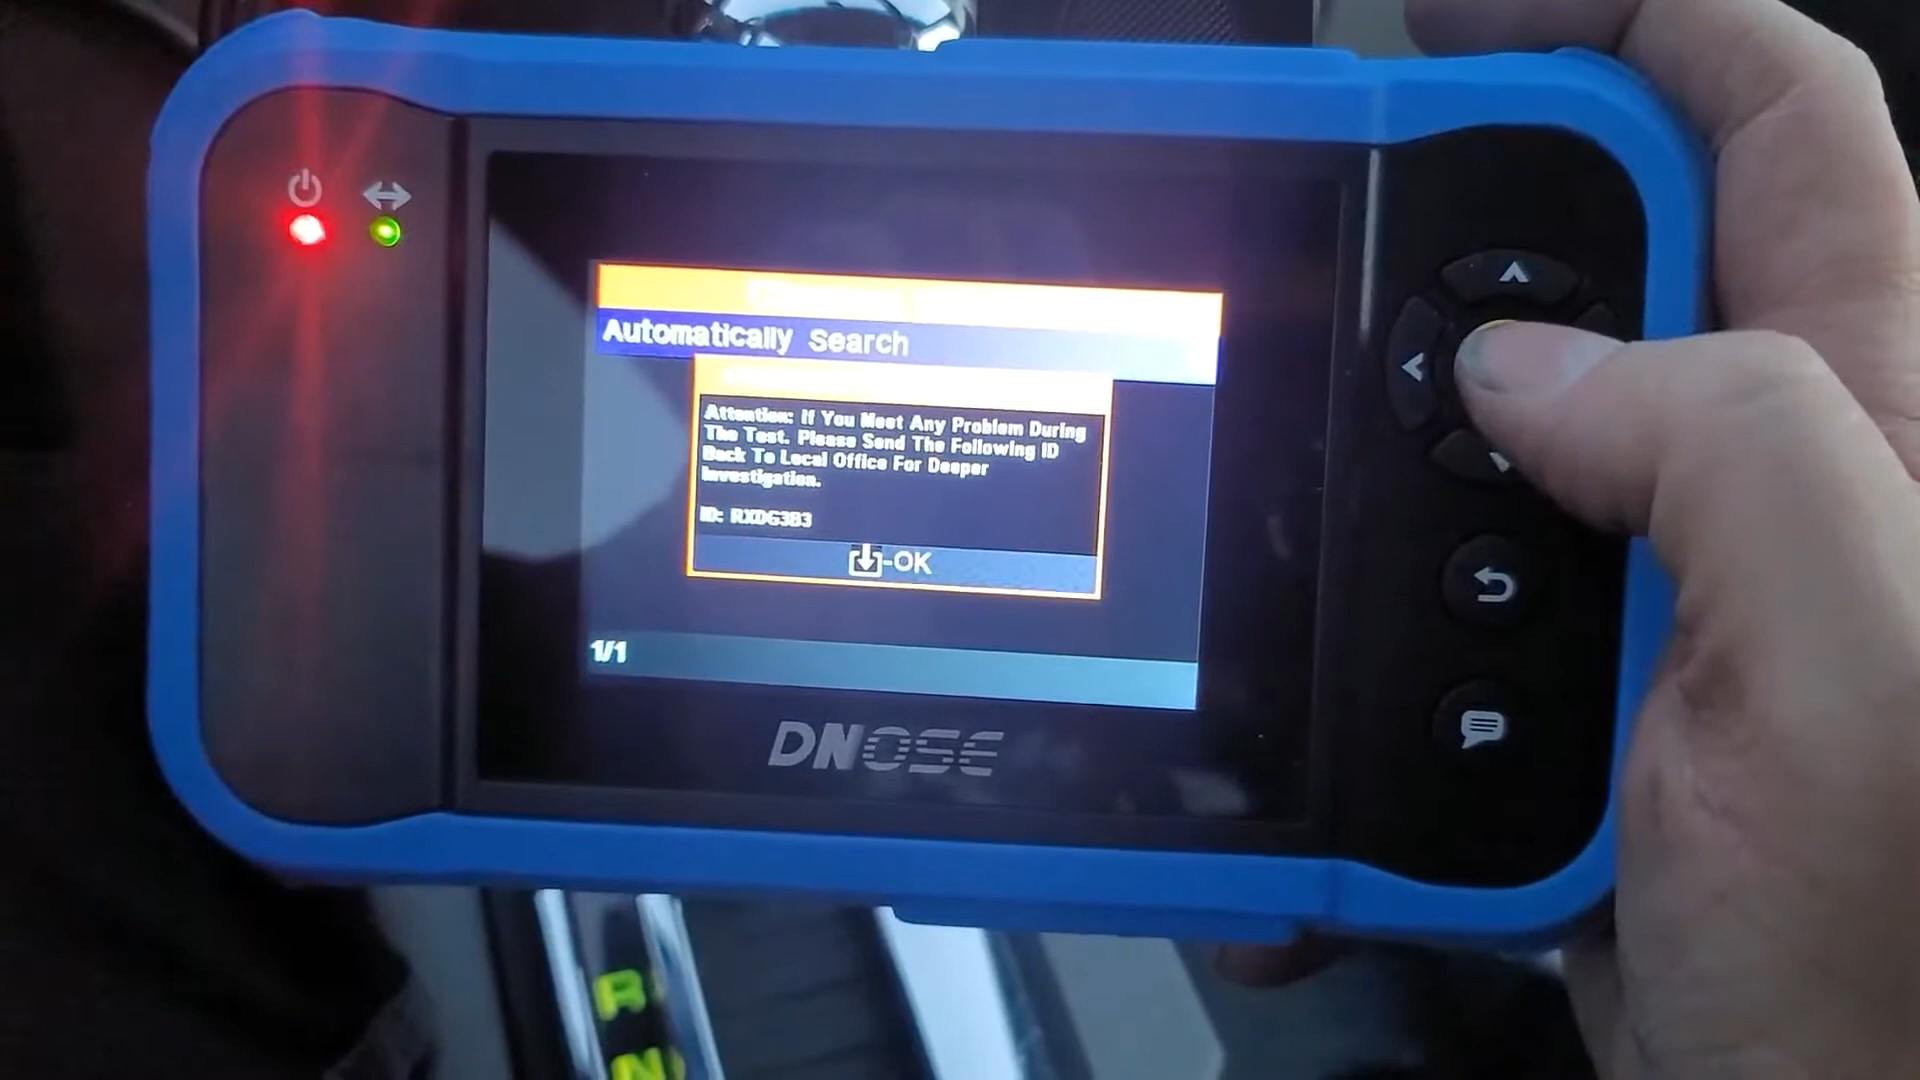 Automatically search
Attention: If You Meet Any Problem During
The Test. Please Send The Following ID
Back To Local Office For Deeper
Investigation.
ID: RXDG3B3
-OK
1/1
DNOSE
R
N